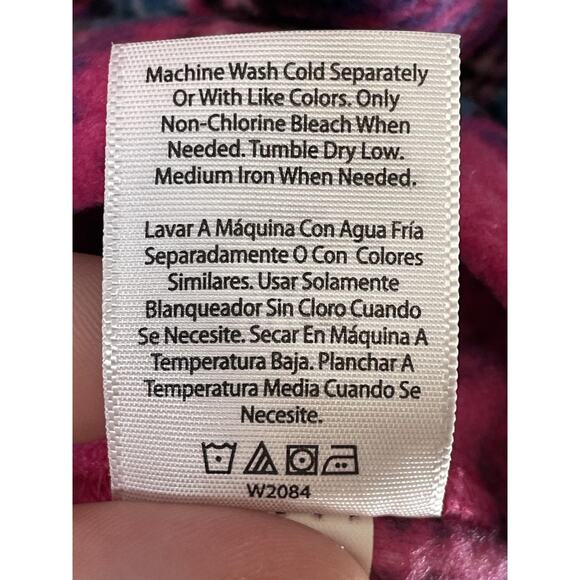 Machine Wash Cold Separately
Or With Like Colors. Only
Non-Chlorine Bleach When
Needed. Tumble Dry Low.
Medium Iron When Needed.
Lavar A Máquina Con Agua Fría
Separadamente O Con Colores
Similares. Usar Solamente
Blanqueador Sin Cloro Cuando
Se Necesite. Secar En Máquina A
Temperatura Baja. Planchar A
Temperatura Media Cuando Se
Necesite.
W2084